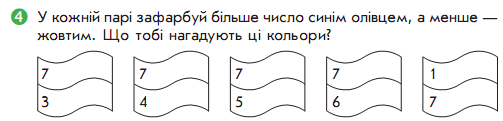 4 У кожній парі зафарбуй більше число синім олівцем, а менше —
жовтим. Що тобі нагадують ці кольори?
7 7 7 7 1
3 4 5 6 7